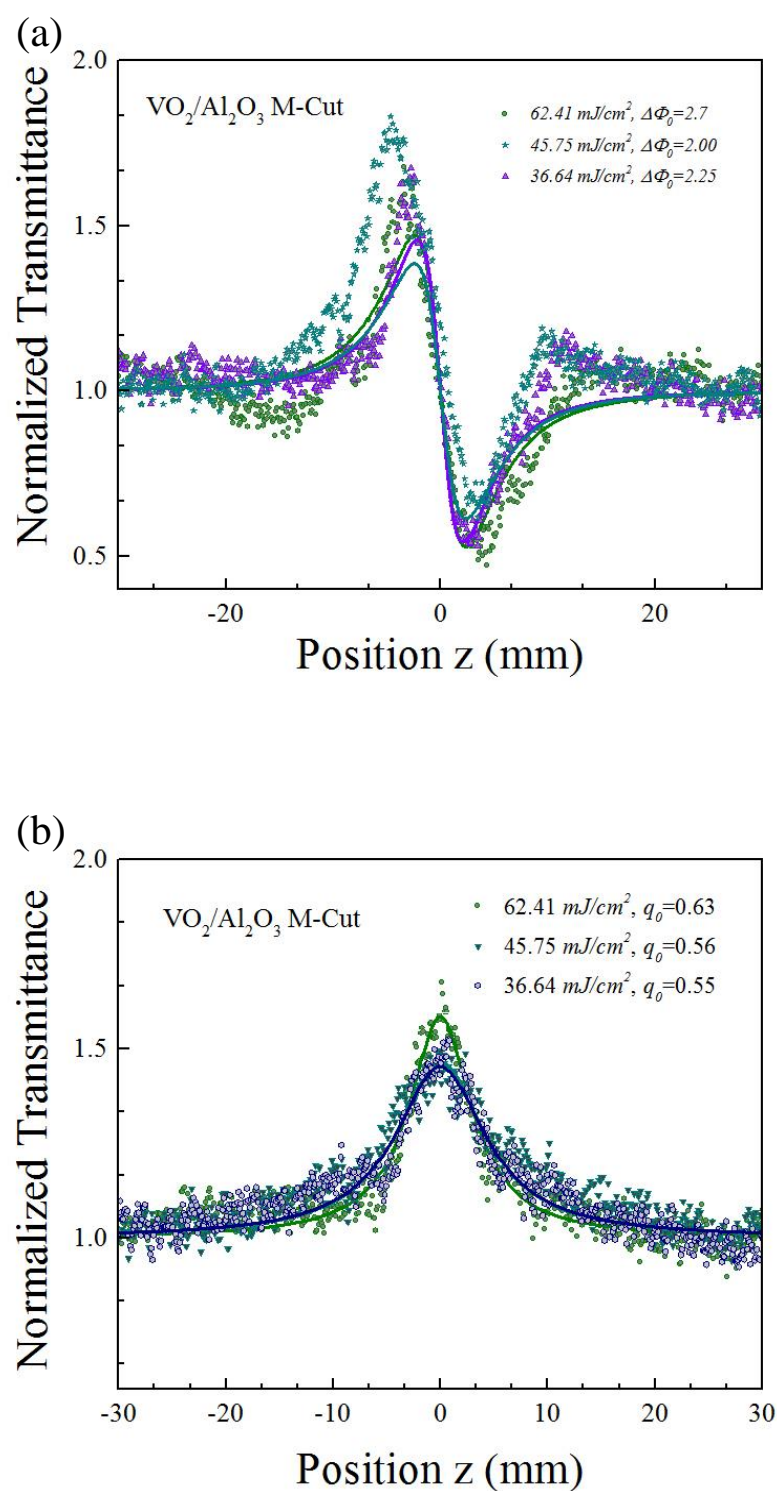 (a)
2.0
VO₂/Al₂O₃ M-Cut
62.41 mJ/cm², ΔΦ₀=2.7
45.75 mJ/cm², ΔΦ₀=2.00
36.64 mJ/cm², ΔΦ₀=2.25
1.5
1.0
0.5
Normalized Transmittance
-20 0 20
Position z (mm)
(b)
2.0
VO₂/Al₂O₃ M-Cut
62.41 mJ/cm², q₀=0.63
45.75 mJ/cm², q₀=0.56
36.64 mJ/cm², q₀=0.55
1.5
1.0
Normalized Transmittance
-30 -20 -10 0 10 20 30
Position z (mm)